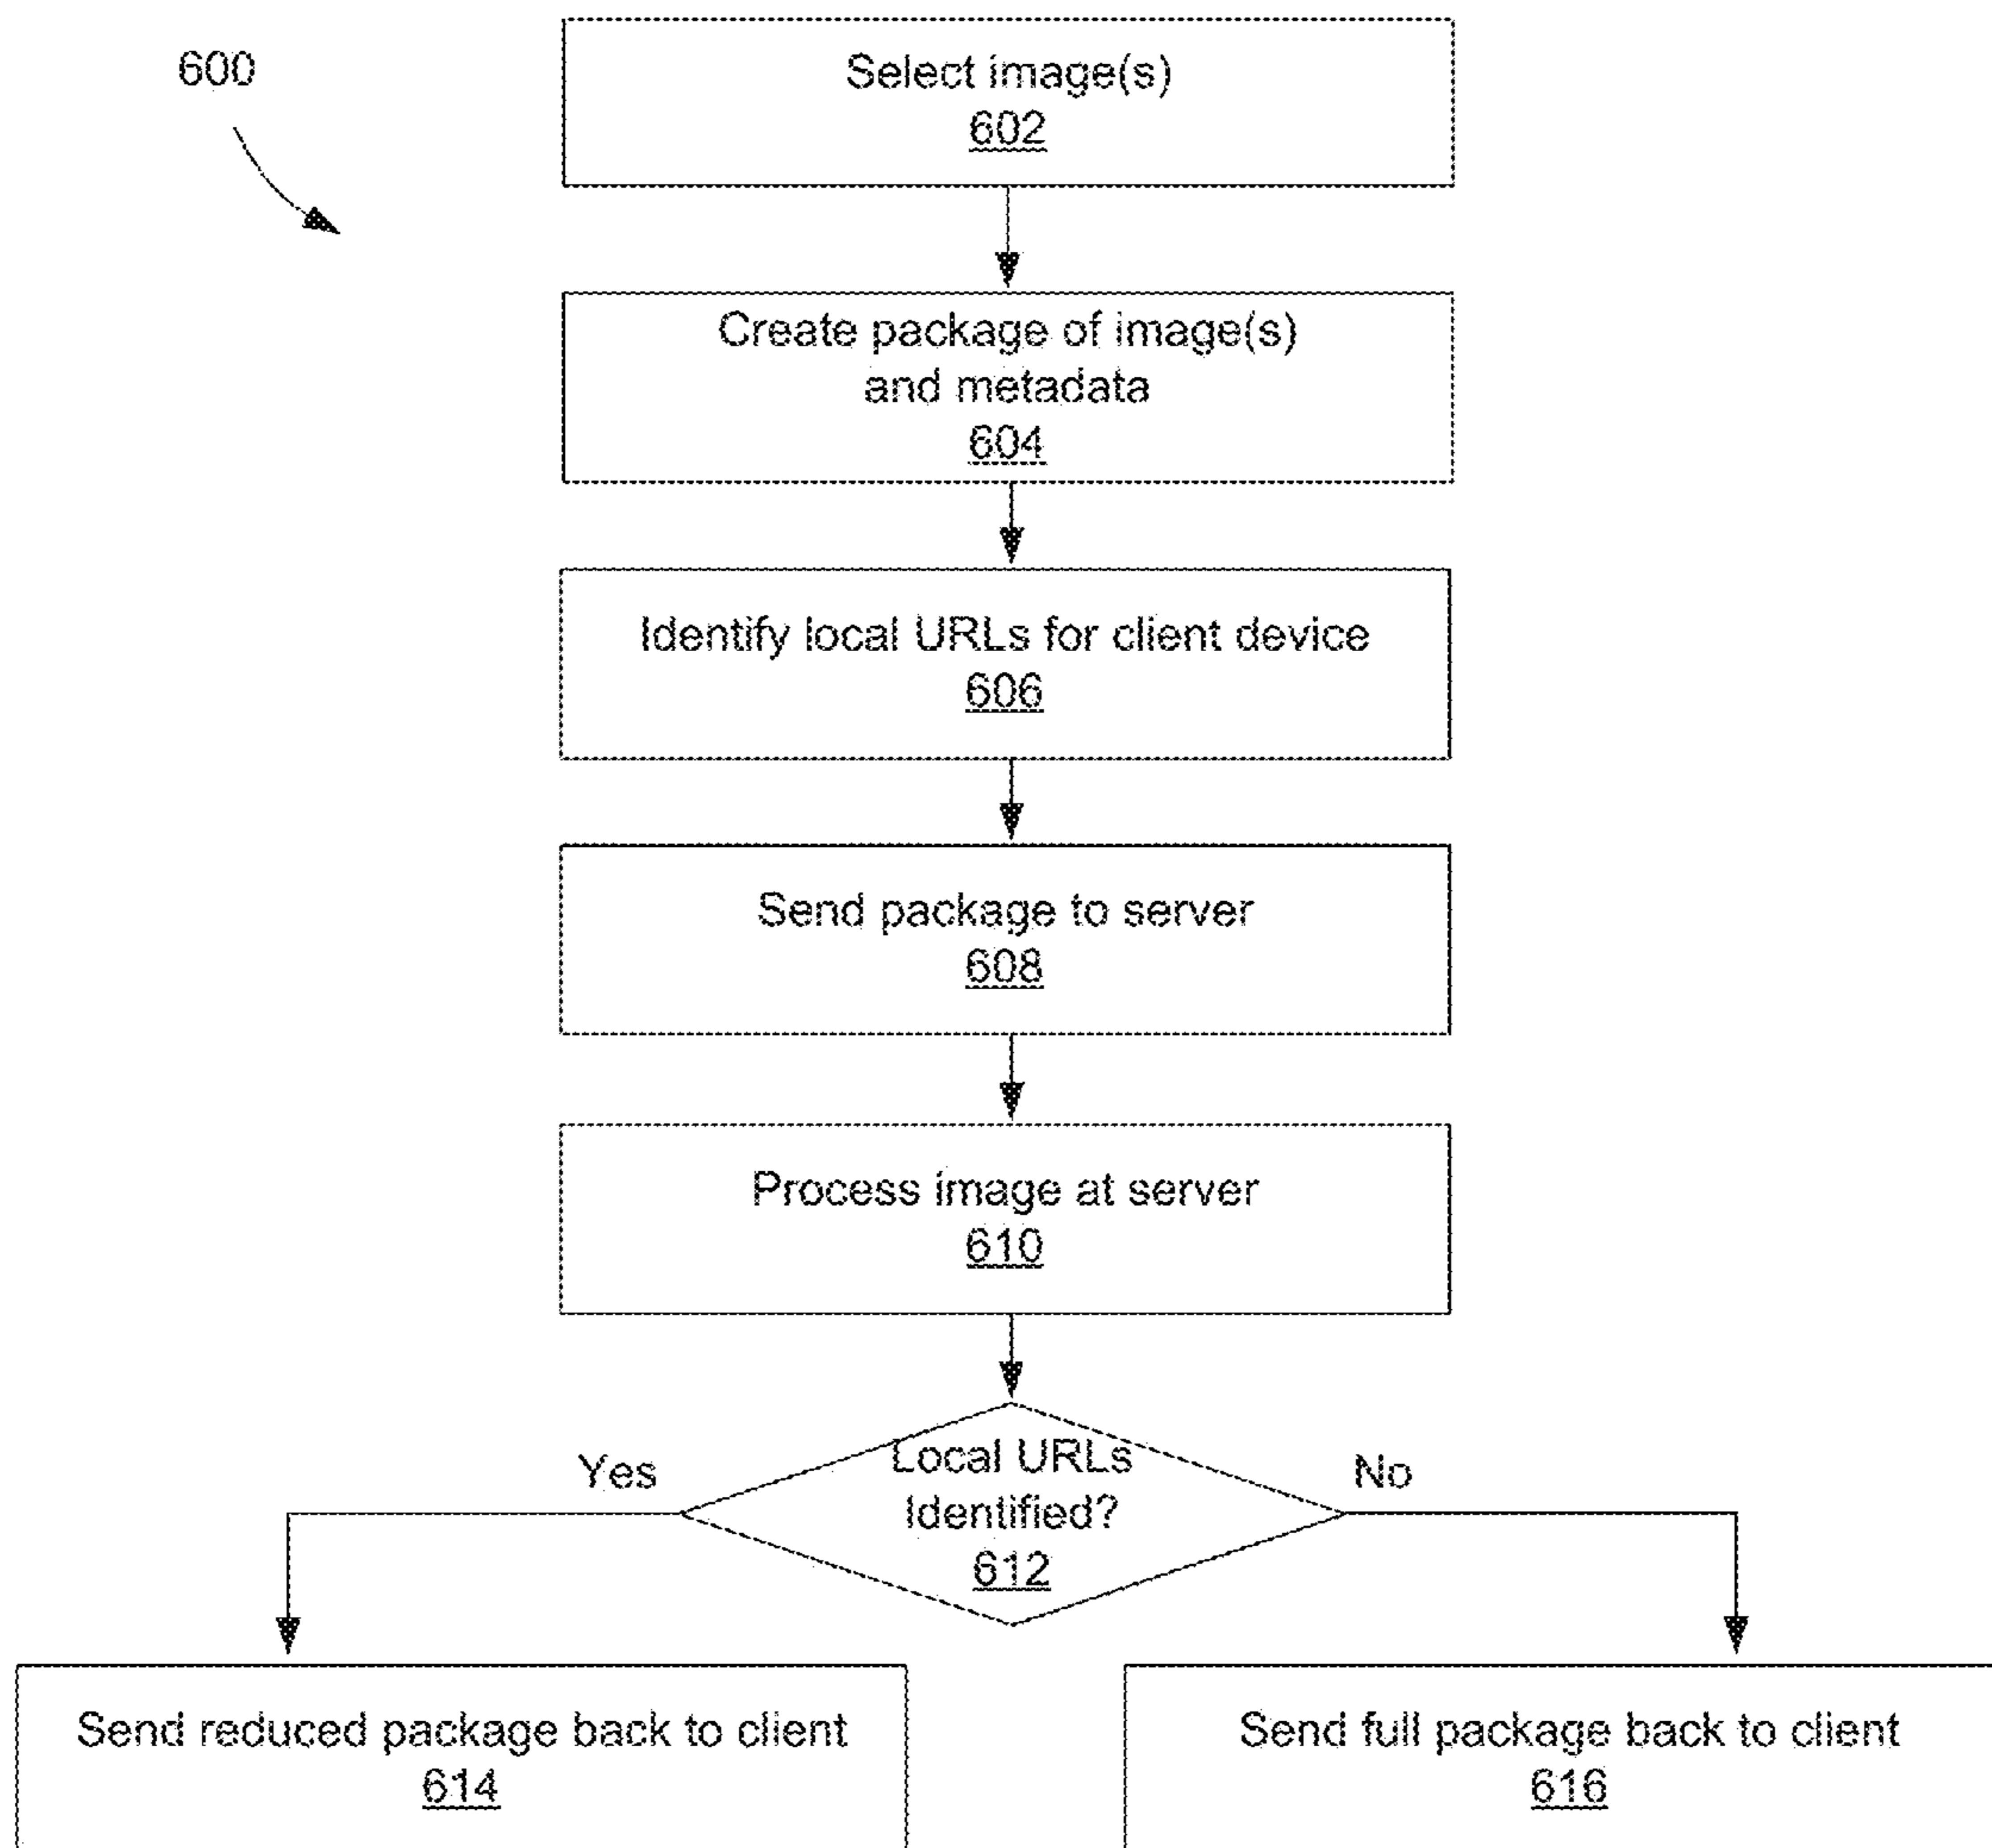 600
Select image(s)
602
Create package of image(s)
and metadata
604
Identify local URLs for client device
606
Send package to server
608
Process image at server
610
Local URLs
Identified?
612
Yes
No
Send reduced package back to client
614
Send full package back to client
616